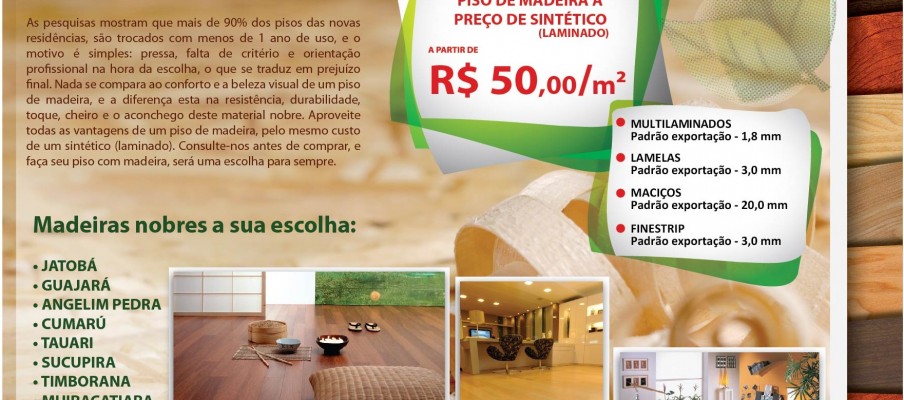 PISO DE MADEIRA A
PREÇO DE SINTÉTICO
(LAMINADO)
A PARTIR DE
R$ 50,00/m²
As pesquisas mostram que mais de 90% dos pisos das novas
residências, são trocados com menos de 1 ano de uso, e o
motivo é simples: pressa, falta de critério e orientação
profissional na hora da escolha, o que se traduz em prejuízo
final. Nada se compara ao conforto e a beleza visual de um piso
de madeira, e a diferença esta na resistência, durabilidade,
toque, cheiro e o aconchego deste material nobre. Aproveite
todas as vantagens de um piso de madeira, pelo mesmo custo
de um sintético (laminado). Consulte-nos antes de comprar, e
faça seu piso com madeira, será uma escolha para sempre.
• MULTILAMINADOS
Padrão exportação - 1,8 mm
• LAMELAS
Padrão exportação - 3,0 mm
• MACIÇOS
Padrão exportação - 20,0 mm
• FINESTRIP
Padrão exportação - 3,0 mm
Madeiras nobres a sua escolha:
• JATOBÁ
• GUAJARÁ
• ANGELIM PEDRA
• CUMARÚ
• TAUARI
• SUCUPIRA
• TIMBORANA
• MUIRACATIARA